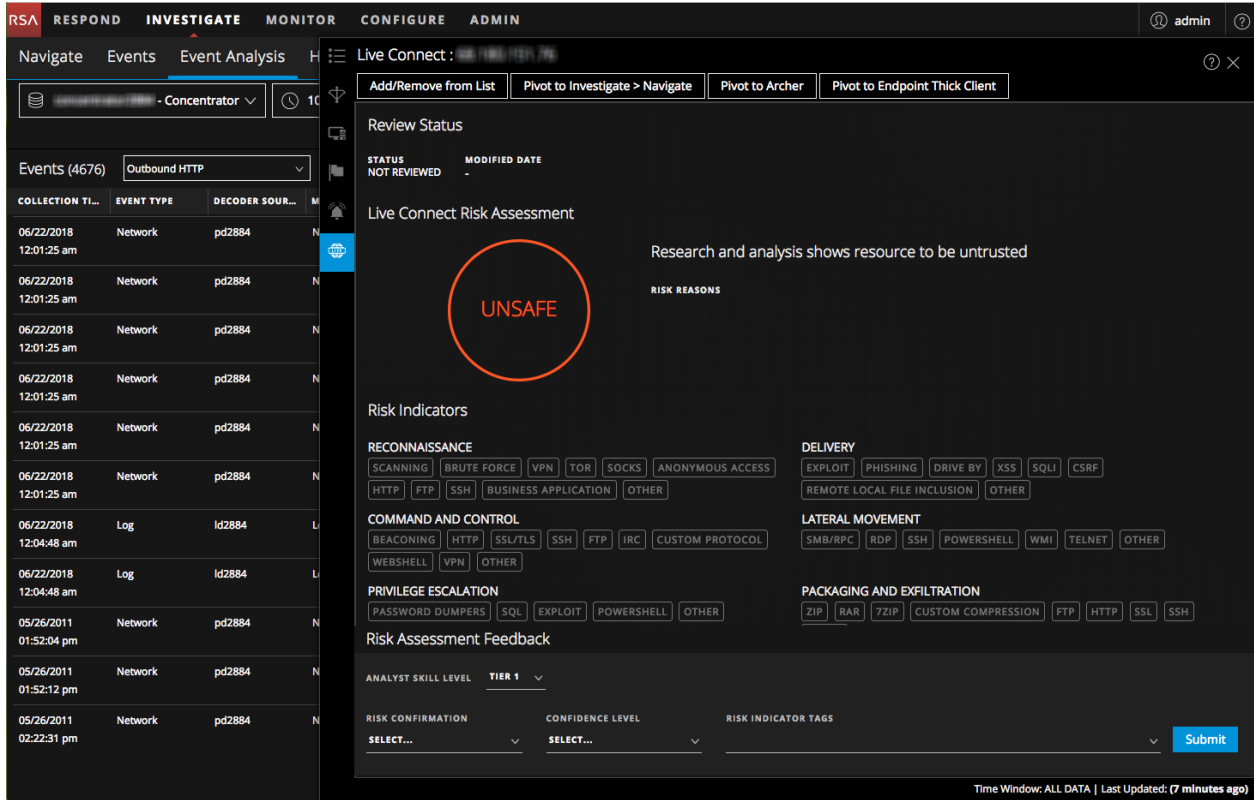 RSA RESPOND INVESTIGATE MONITOR CONFIGURE ADMIN admin ?
Navigate Events Event Analysis H
- Concentrator 10
Events (4676) Outbound HTTP
COLLECTION TI... EVENT TYPE DECODER SOUR... M
06/22/2018 Network pd2884 N
12:01:25 am
06/22/2018 Network pd2884 N
12:01:25 am
06/22/2018 Network pd2884 N
12:01:25 am
06/22/2018 Network pd2884 N
12:01:25 am
06/22/2018 Network pd2884 N
12:01:25 am
06/22/2018 Network pd2884 N
12:01:25 am
06/22/2018 Log ld2884 L
12:04:48 am
06/22/2018 Log ld2884 L
12:04:48 am
05/26/2011 Network pd2884 N
01:52:04 pm
05/26/2011 Network pd2884 N
01:52:12 pm
05/26/2011 Network pd2884 N
02:22:31 pm
Live Connect :
?
Add/Remove from List Pivot to Investigate > Navigate Pivot to Archer Pivot to Endpoint Thick Client
Review Status
STATUS MODIFIED DATE
NOT REVIEWED -
Live Connect Risk Assessment
UNSAFE
Research and analysis shows resource to be untrusted
RISK REASONS
Risk Indicators
RECONNAISSANCE
SCANNING BRUTE FORCE VPN TOR SOCKS ANONYMOUS ACCESS
HTTP FTP SSH BUSINESS APPLICATION OTHER
DELIVERY
EXPLOIT PHISHING DRIVE BY XSS SQLI CSRF
REMOTE LOCAL FILE INCLUSION OTHER
COMMAND AND CONTROL
BEACONING HTTP SSL/TLS SSH FTP IRC CUSTOM PROTOCOL
WEBSHELL VPN OTHER
LATERAL MOVEMENT
SMB/RPC RDP SSH POWERSHELL WMI TELNET OTHER
PRIVILEGE ESCALATION
PASSWORD DUMPERS SQL EXPLOIT POWERSHELL OTHER
PACKAGING AND EXFILTRATION
ZIP RAR 7ZIP CUSTOM COMPRESSION FTP HTTP SSL SSH
Risk Assessment Feedback
ANALYST SKILL LEVEL TIER 1
RISK CONFIRMATION CONFIDENCE LEVEL RISK INDICATOR TAGS
SELECT... SELECT... Submit
Time Window: ALL DATA | Last Updated: (7 minutes ago)